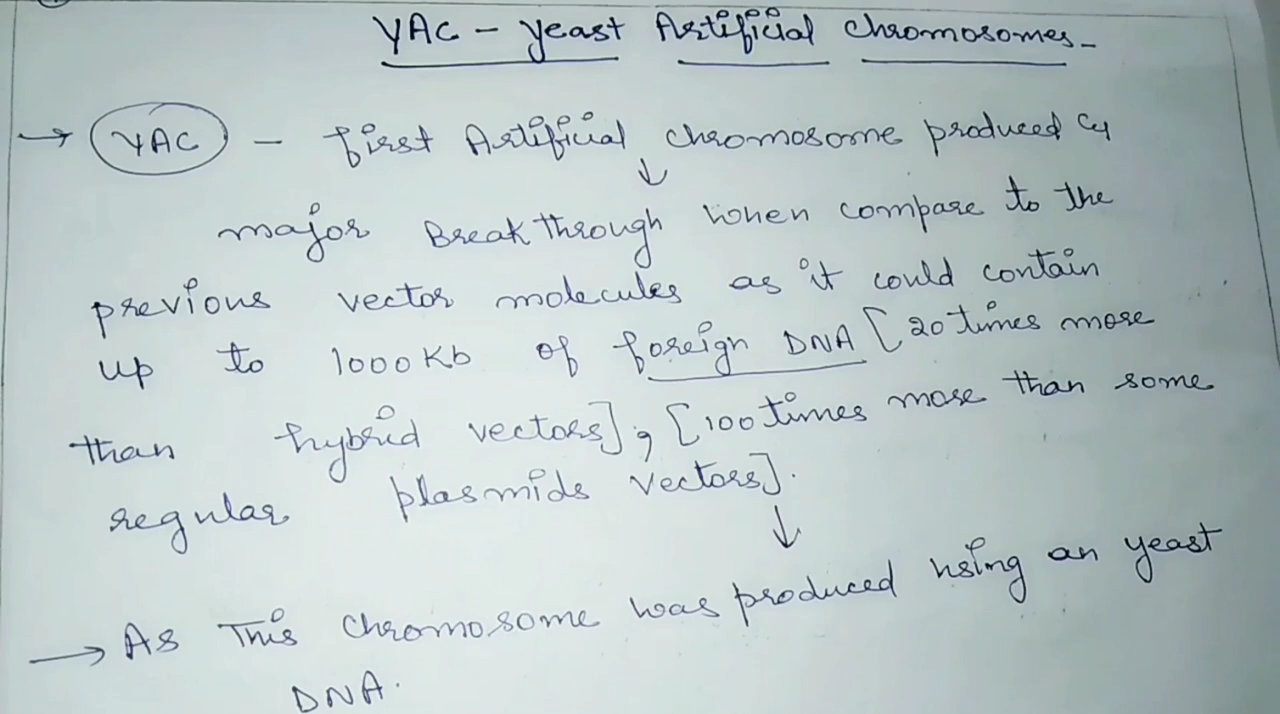 YAC - Yeast Artificial Chromosomes -
→ YAC - first Artificial chromosome produced &
↓
major Breakthrough when compare to the
previous vector molecules as it could contain
up to 1000 Kb of foreign DNA [20 times more
than hybrid vectors], [100 times more than some
regular plasmids vectors].
↓
→ As This chromosome was produced using an yeast
DNA.